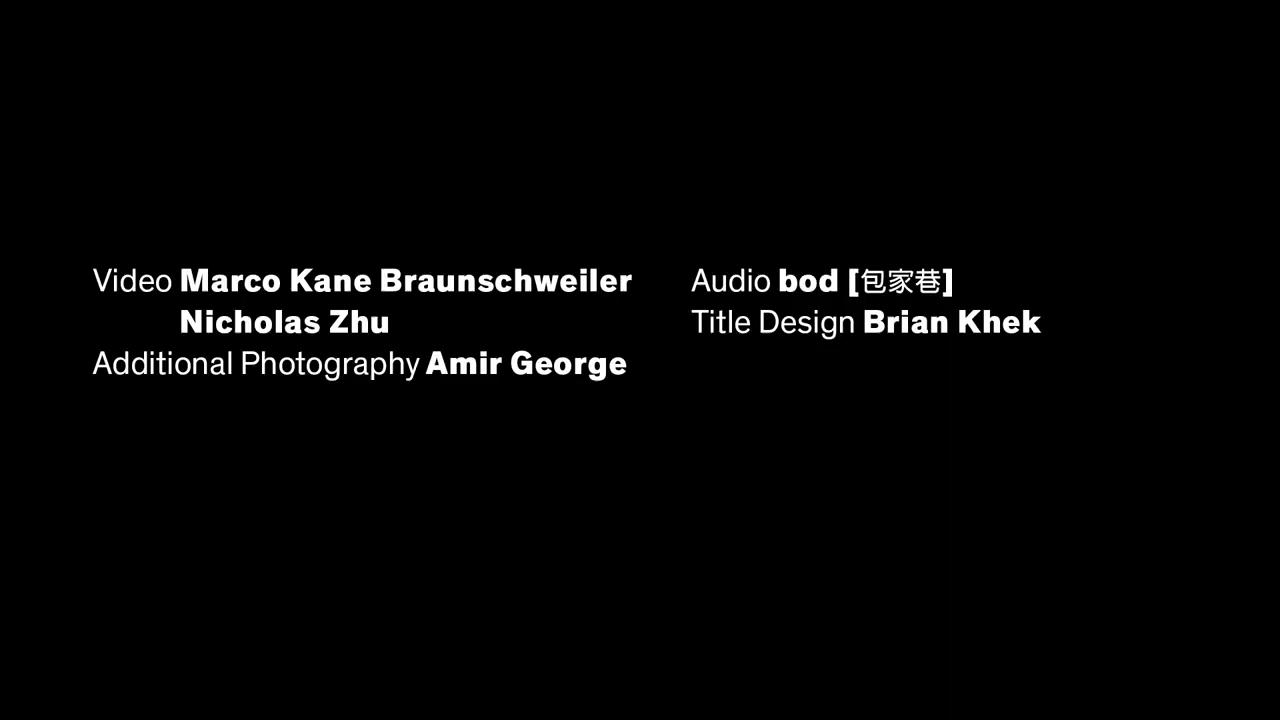 Video Marco Kane Braunschweiler
Nicholas Zhu
Additional Photography Amir George
Audio bod [包家巷]
Title Design Brian Khek